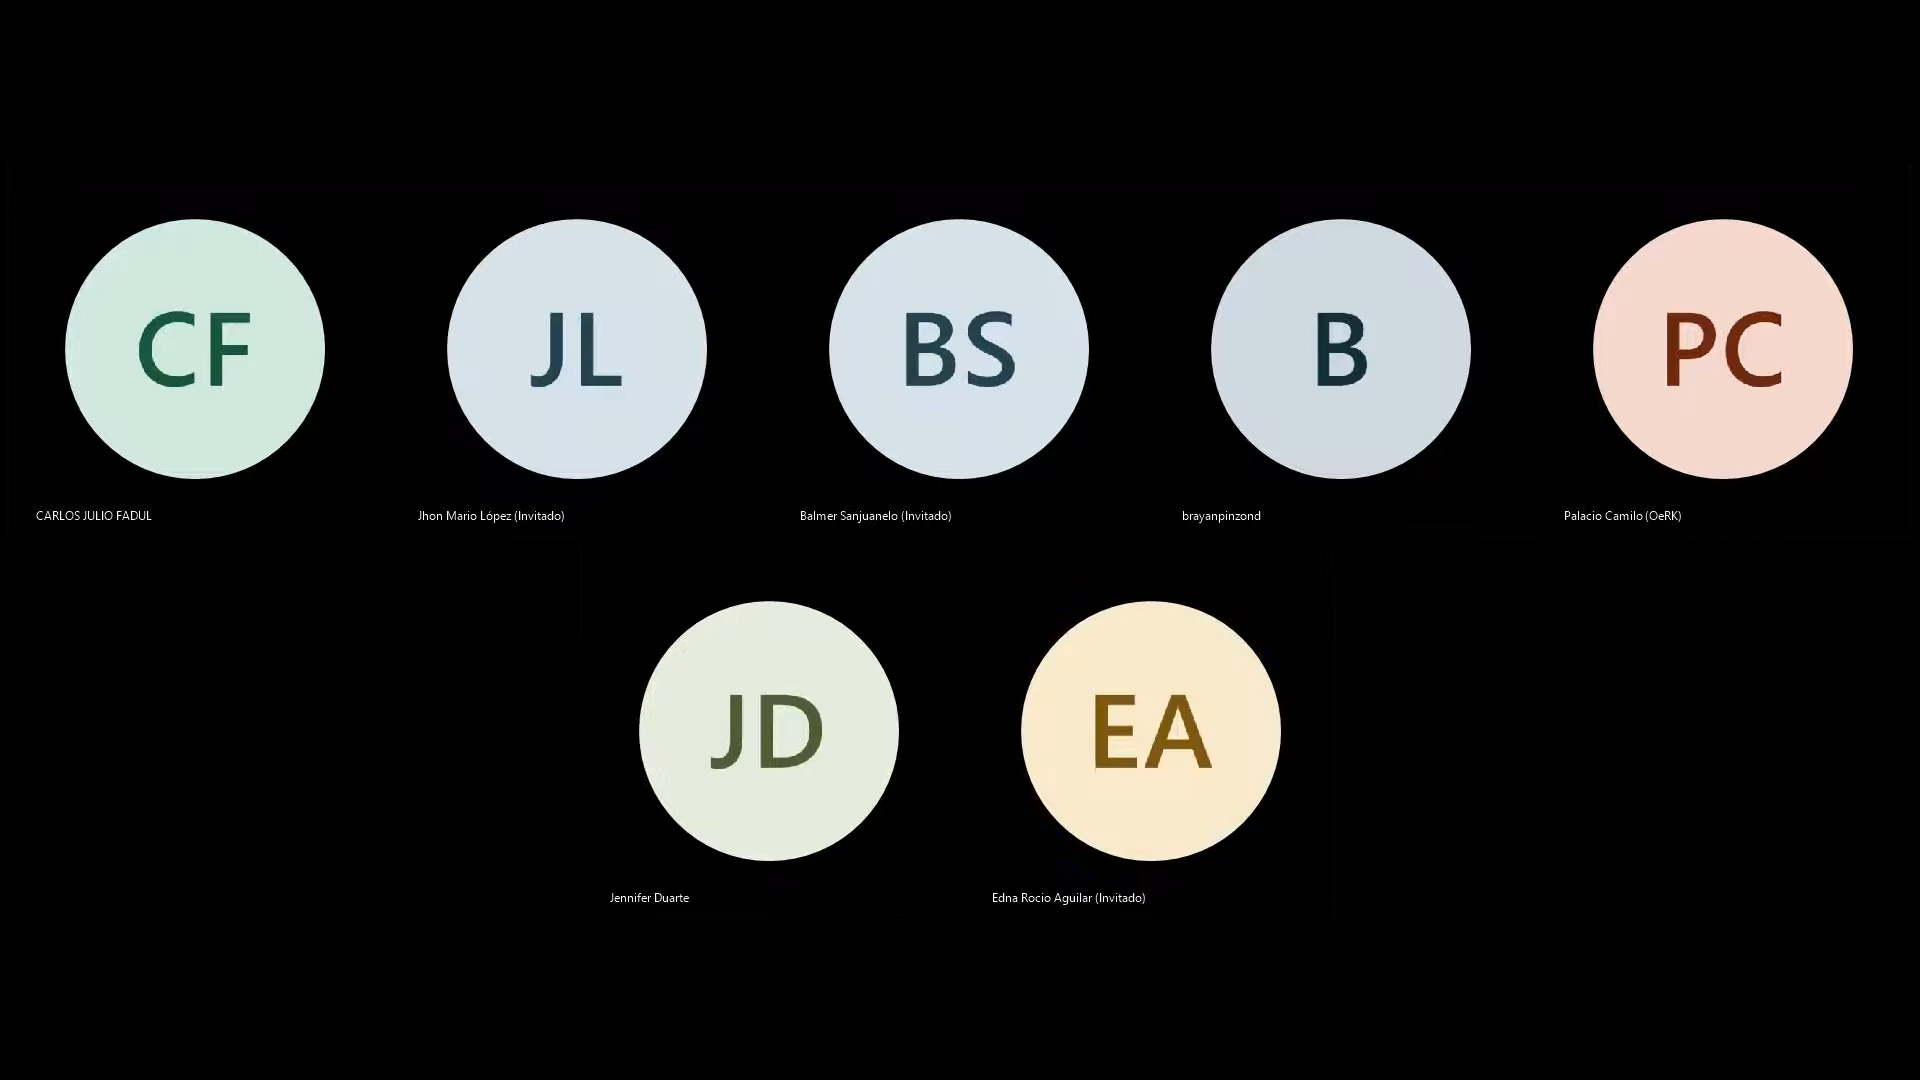 CF
JL
BS
B
PC
CARLOS JULIO FADUL
Jhon Mario López (Invitado)
Balmer Sanjuanelo (Invitado)
brayanpinzond
Palacio Camilo (OeRK)
JD
EA
Jennifer Duarte
Edna Rocio Aguilar (Invitado)